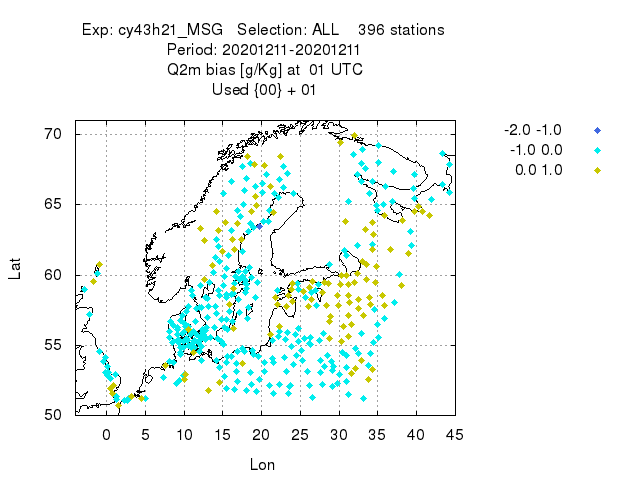 Exp: cy43h21_MSG Selection: ALL 396 stations
Period: 20201211-20201211
Q2m bias [g/Kg] at 01 UTC
Used {00} + 01
-2.0 -1.0
-1.0 0.0
0.0 1.0
70
65
60
55
50
Lat
0 5 10 15 20 25 30 35 40 45
Lon